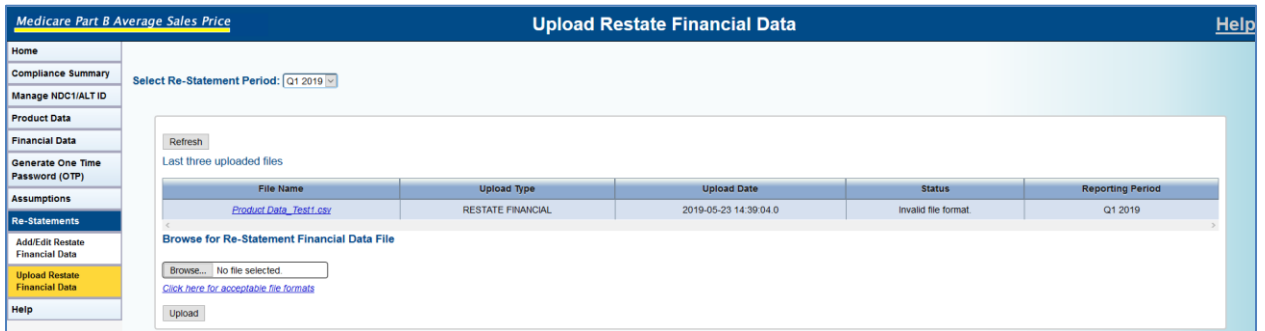 Medicare Part B Average Sales Price
Upload Restate Financial Data
Help
Home
Compliance Summary
Manage NDC1/ALT ID
Product Data
Financial Data
Generate One Time
Password (OTP)
Assumptions
Re-Statements
Add/Edit Restate
Financial Data
Upload Restate
Financial Data
Help
Select Re-Statement Period: Q1 2019
Refresh
Last three uploaded files
File Name Upload Type Upload Date Status Reporting Period
Product Data_Test1.csv RESTATE FINANCIAL 2019-05-23 14:39:04.0 Invalid file format. Q1 2019
Browse for Re-Statement Financial Data File
Browse... No file selected.
Click here for acceptable file formats
Upload